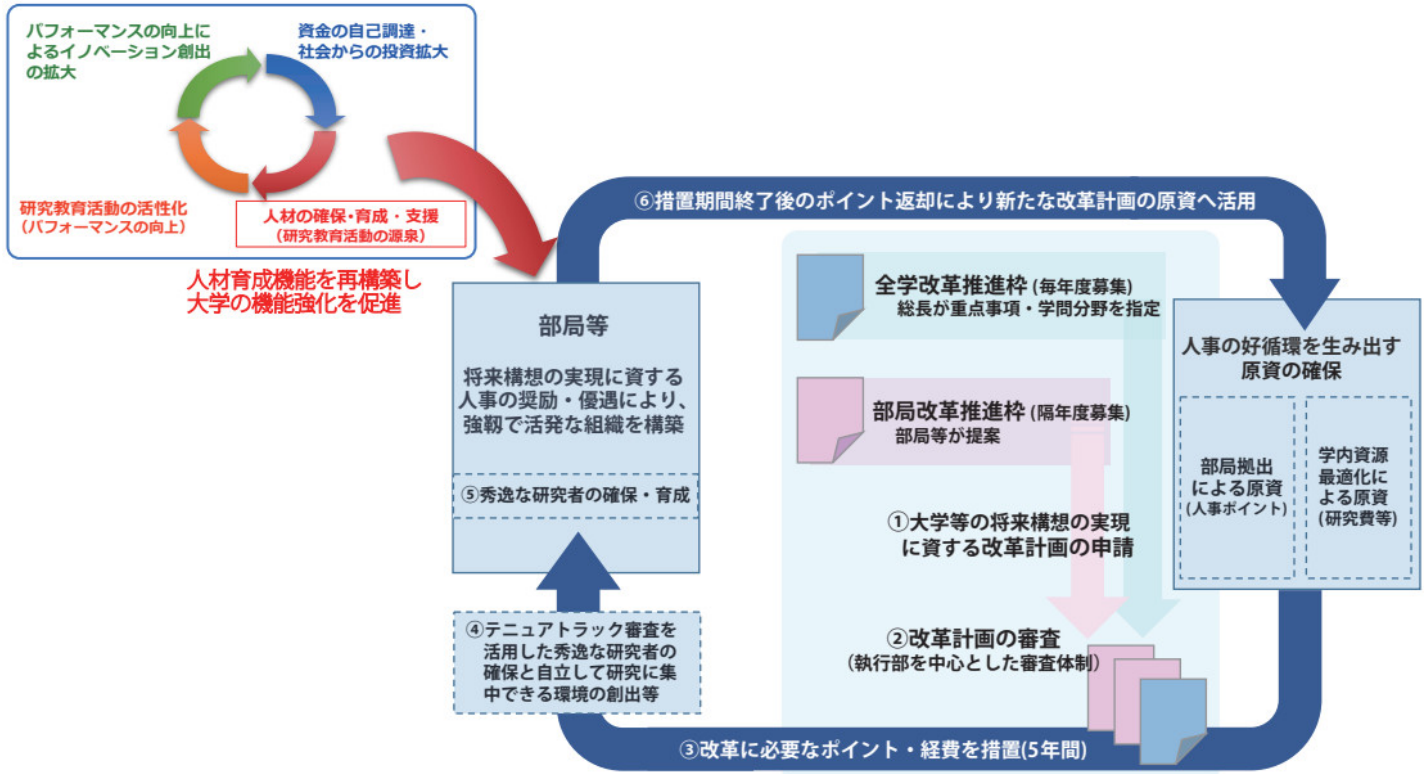 パフォーマンスの向上に
よるイノベーション創出
の拡大
資金の自己調達・
社会からの投資拡大
研究教育活動の活性化
(パフォーマンスの向上)
人材の確保・育成・支援
(研究教育活動の源泉)
人材育成機能を再構築し
大学の機能強化を促進
⑥措置期間終了後のポイント返却により新たな改革計画の原資へ活用
部局等
将来構想の実現に資する
人事の奨励・優遇により、
強靱で活発な組織を構築
⑤秀逸な研究者の確保・育成
④テニュアトラック審査を
活用した秀逸な研究者の
確保と自立して研究に集
中できる環境の創出等
全学改革推進枠 (毎年度募集)
総長が重点事項・学問分野を指定
部局改革推進枠 (隔年度募集)
部局等が提案
①大学等の将来構想の実現
に資する改革計画の申請
②改革計画の審査
(執行部を中心とした審査体制)
人事の好循環を生み出す
原資の確保
部局拠出
による原資
(人事ポイント)
学内資源
最適化に
よる原資
(研究費等)
③改革に必要なポイント・経費を措置(5年間)